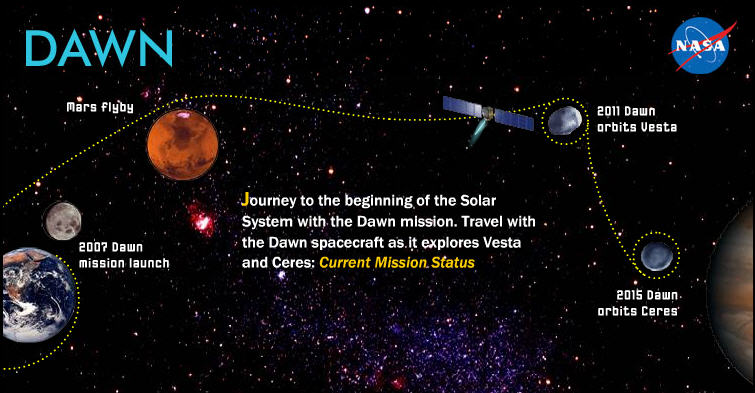 DAWN
NASA
Mars flyby
2011 Dawn
orbits Vesta
Journey to the beginning of the Solar
System with the Dawn mission. Travel with
the Dawn spacecraft as it explores Vesta
and Ceres: Current Mission Status
2007 Dawn
mission launch
2015 Dawn
orbits Ceres